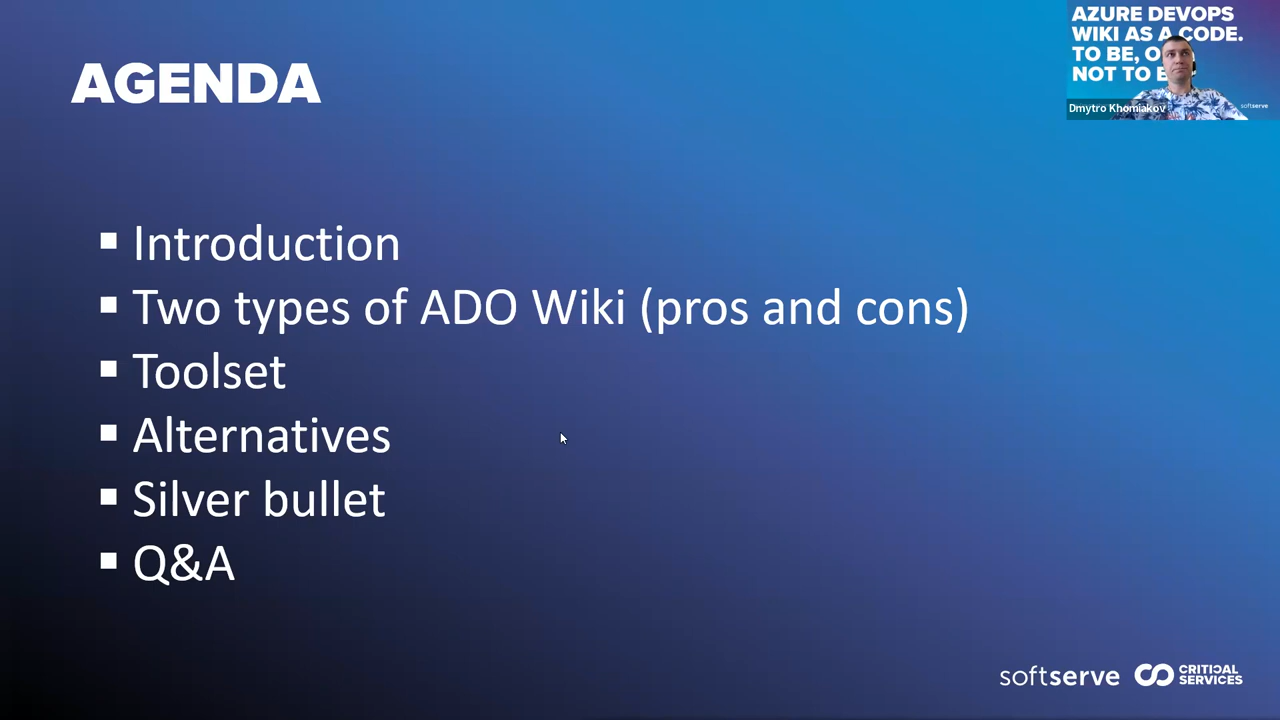 AGENDA
Introduction
Two types of ADO Wiki (pros and cons)
Toolset
Alternatives
Silver bullet
Q&A
AZURE DEVOPS
WIKI AS A CODE.
TO BE, O
NOT TO B
Dmytro Khomiakov
softserve
softserve
CRITICAL
SERVICES